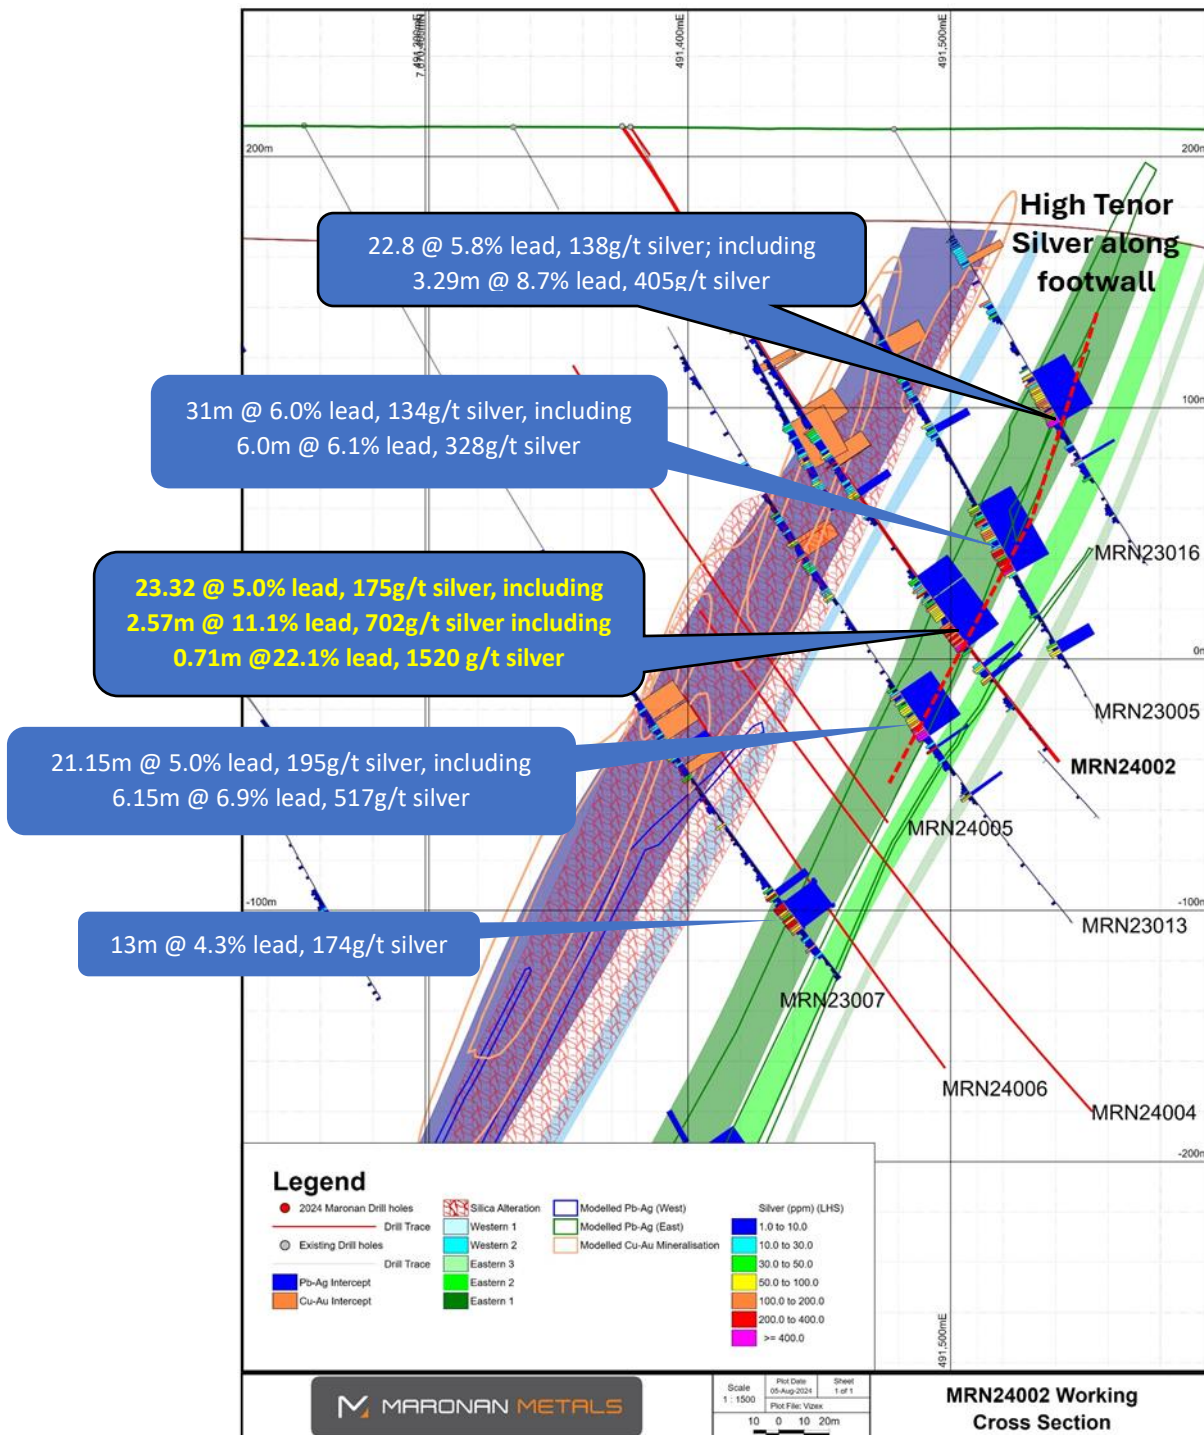 491,300mE
7,670,400mN
491,400mE
491,500mE
200m
200m
High Tenor
Silver along
footwall
22.8 @ 5.8% lead, 138g/t silver; including
3.29m @ 8.7% lead, 405g/t silver
31m @ 6.0% lead, 134g/t silver, including
6.0m @ 6.1% lead, 328g/t silver
100m
MRN23016
23.32 @ 5.0% lead, 175g/t silver, including
2.57m @ 11.1% lead, 702g/t silver including
0.71m @22.1% lead, 1520 g/t silver
0m
MRN23005
MRN24002
21.15m @ 5.0% lead, 195g/t silver, including
6.15m @ 6.9% lead, 517g/t silver
MRN24005
-100m
-100m
MRN23013
13m @ 4.3% lead, 174g/t silver
MRN23007
MRN24006
MRN24004
-200m
Legend
2024 Maronan Drill holes
Drill Trace
Existing Drill holes
Drill Trace
Pb-Ag Intercept
Cu-Au Intercept
Silica Alteration
Western 1
Western 2
Eastern 3
Eastern 2
Eastern 1
Modelled Pb-Ag (West)
Modelled Pb-Ag (East)
Modelled Cu-Au Mineralisation
Silver (ppm) (LHS)
1.0 to 10.0
10.0 to 30.0
30.0 to 50.0
50.0 to 100.0
100.0 to 200.0
200.0 to 400.0
>= 400.0
491,500mE
MARONAN METALS
Scale
1 : 1500
Plot Date
05-Aug-2024
Sheet
1 of 1
Plot File: Vizex
10 0 10 20m
MRN24002 Working
Cross Section